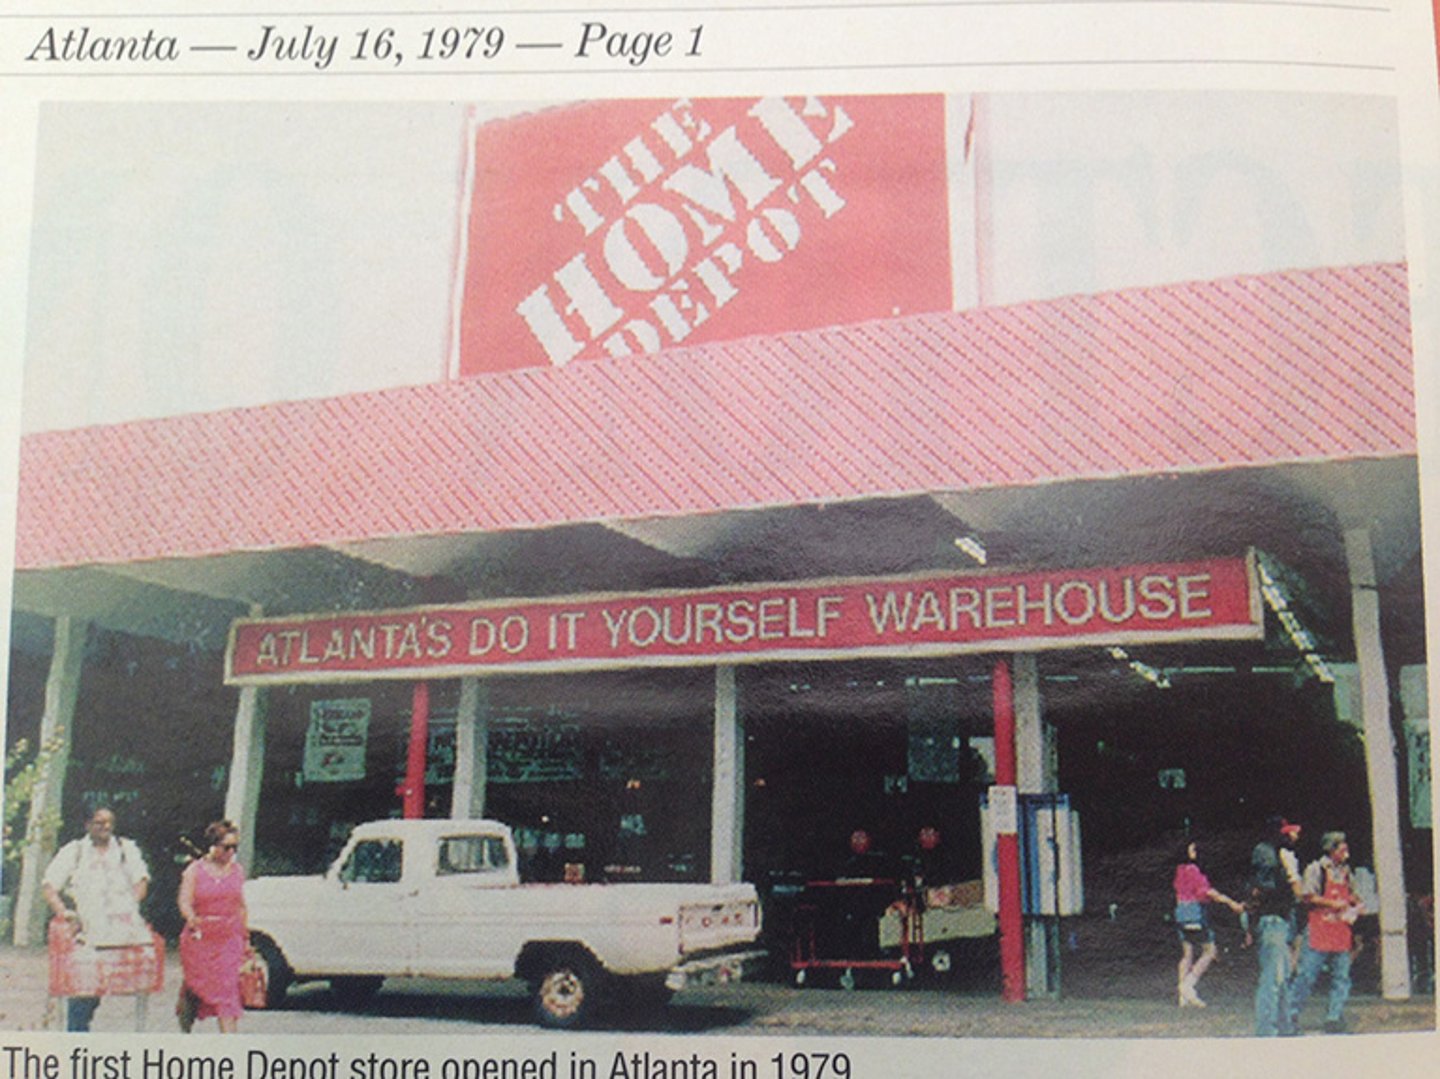 Atlanta — July 16, 1979 — Page 1
THE
HOME
DEPOT
ATLANTA'S DO IT YOURSELF WAREHOUSE
FORD
The first Home Depot store opened in Atlanta in 1979